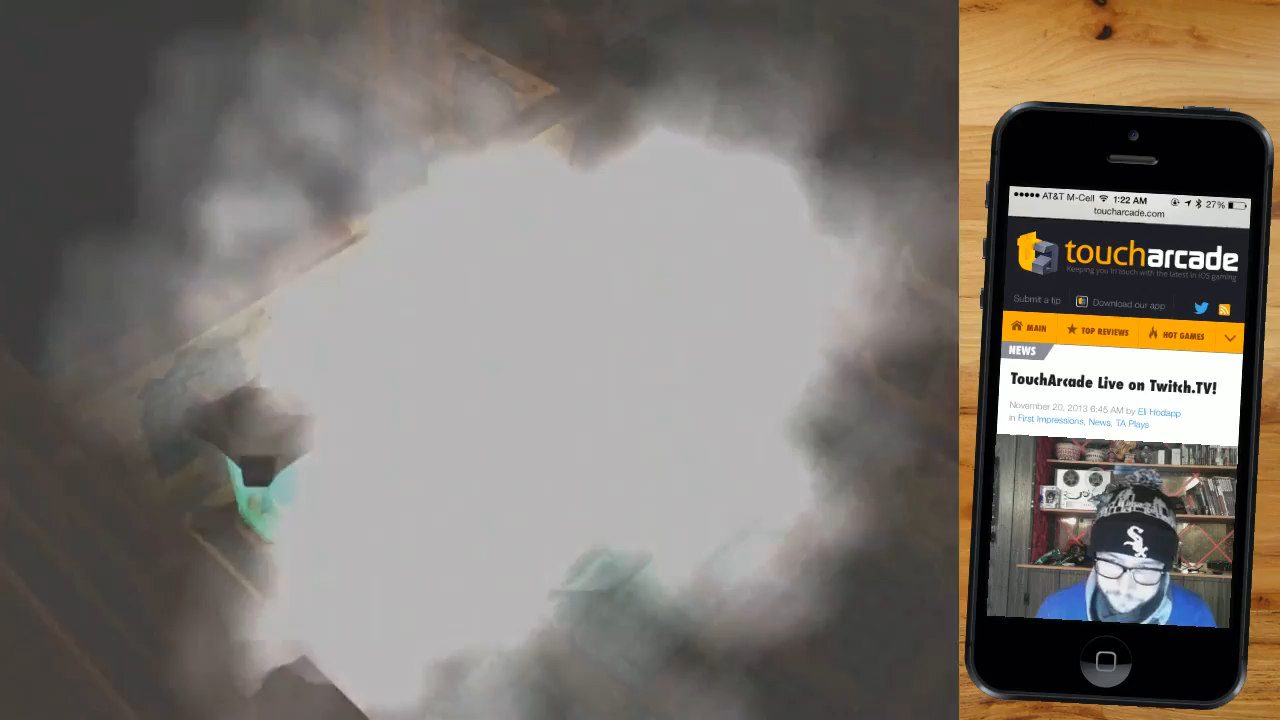 ●●●●● AT&T M-Cell 1:22 AM 27%
toucharcade.com
toucharcade
Keeping you in touch with the latest in iOS gaming
Submit a tip Download our app
MAIN TOP REVIEWS HOT GAMES
NEWS
TouchArcade Live on Twitch.TV!
November 20, 2013 6:45 AM by Eli Hodapp
in First Impressions, News, TA Plays
Sox